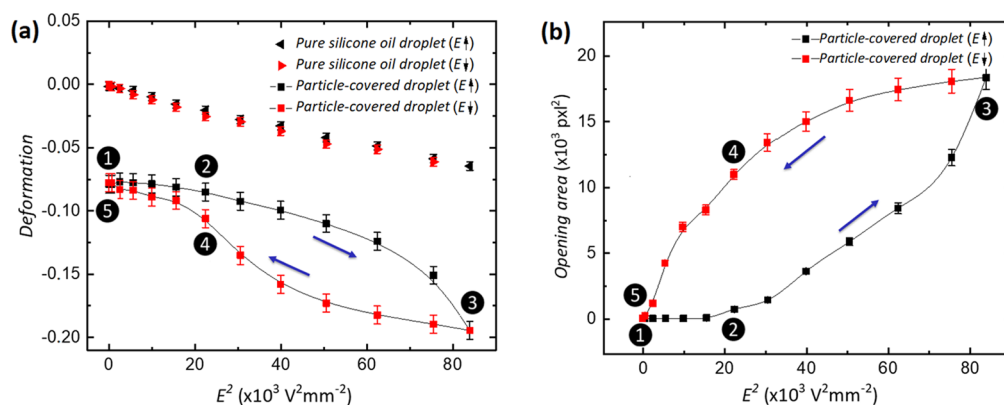 (a)
Pure silicone oil droplet (E↑)
Pure silicone oil droplet (E↓)
Particle-covered droplet (E↑)
Particle-covered droplet (E↓)
0.00
-0.05
-0.10
-0.15
-0.20
Deformation
1
2
3
4
5
0
20
40
60
80
E² (x10³ V²mm⁻²)
(b)
Particle-covered droplet (E↑)
Particle-covered droplet (E↓)
20
15
10
5
0
Opening area (x10³ pxl²)
3
4
5
1
2
0
20
40
60
80
E² (x10³ V²mm⁻²)